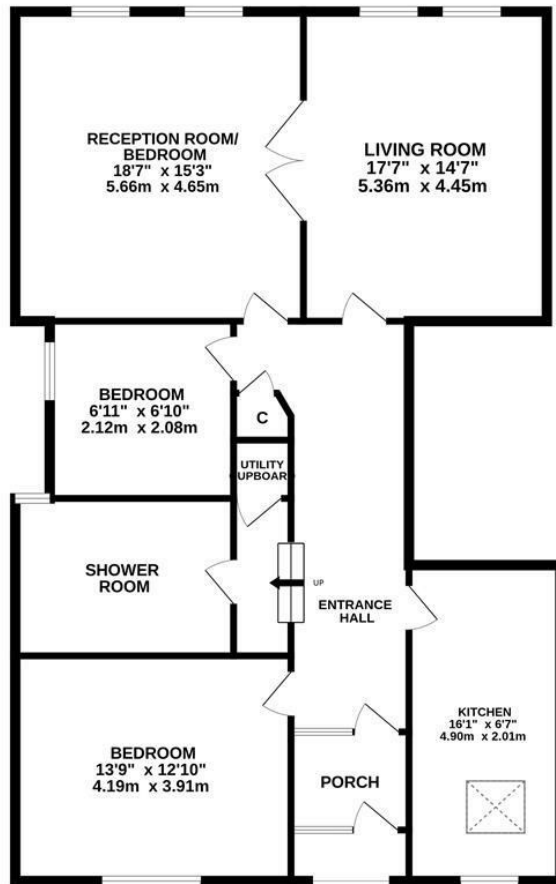 RECEPTION ROOM/
BEDROOM
18'7" x 15'3"
5.66m x 4.65m
LIVING ROOM
17'7" x 14'7"
5.36m x 4.45m
BEDROOM
6'11" x 6'10"
2.12m x 2.08m
C
UTILITY
UPBOAR
SHOWER
ROOM
UP
ENTRANCE
HALL
KITCHEN
16'1" x 6'7"
4.90m x 2.01m
BEDROOM
13'9" x 12'10"
4.19m x 3.91m
PORCH